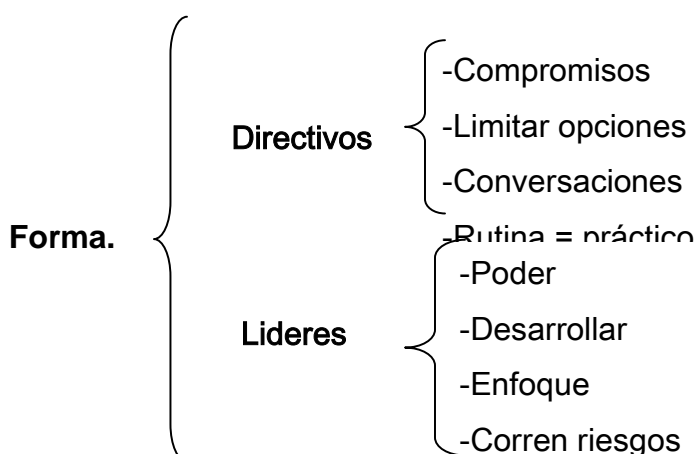 -Compromisos
-Limitar opciones
Directivos
-Conversaciones
Forma.
-Rutina = práctico
-Poder
-Desarrollar
Lideres
-Enfoque
-Corren riesgos